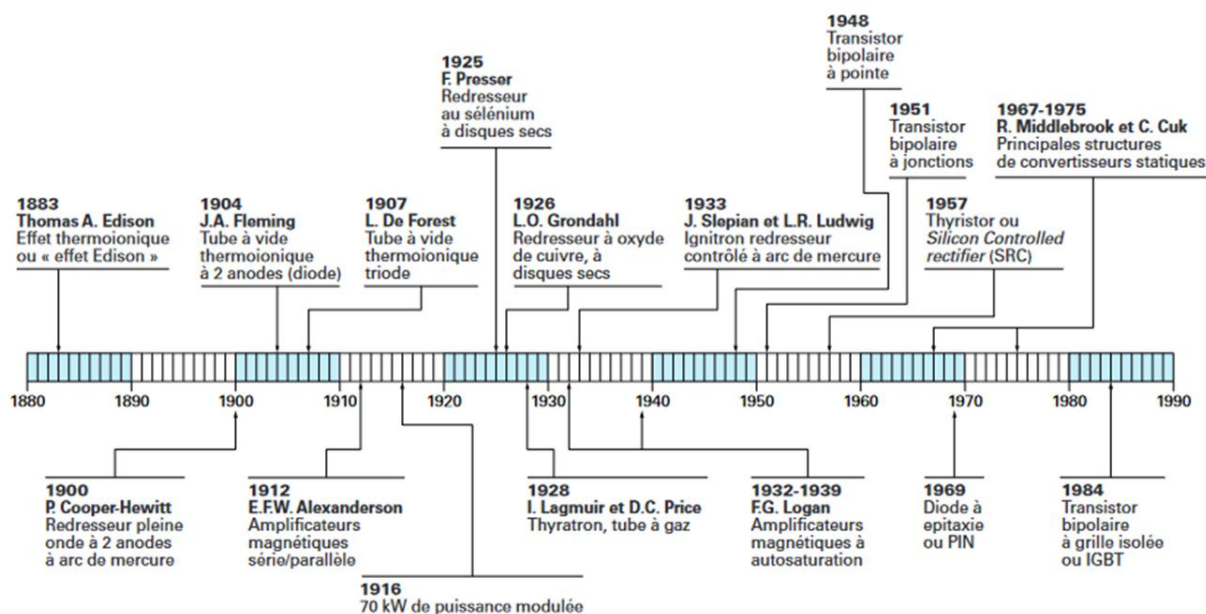 1948
Transistor
bipolaire
à pointe
1925
F. Presser
Redresseur
au sélénium
à disques secs
1951
Transistor
bipolaire
à jonctions
1967-1975
R. Middlebrook et C. Cuk
Principales structures
de convertisseurs statiques
1883
Thomas A. Edison
Effet thermoionique
ou « effet Edison »
1904
J.A. Fleming
Tube à vide
thermoionique
à 2 anodes (diode)
1907
L. De Forest
Tube à vide
thermoionique
triode
1926
L.O. Grondahl
Redresseur à oxyde
de cuivre, à
disques secs
1933
J. Slepian et L.R. Ludwig
Ignitron redresseur
contrôlé à arc de mercure
1957
Thyristor ou
Silicon Controlled
rectifier (SRC)
1880 1890 1900 1910 1920 1930 1940 1950 1960 1970 1980 1990
1900
P. Cooper-Hewitt
Redresseur pleine
onde à 2 anodes
à arc de mercure
1912
E.F.W. Alexanderson
Amplificateurs
magnétiques
série/parallèle
1916
70 kW de puissance modulée
1928
I. Lagmuir et D.C. Price
Thyratron, tube à gaz
1932-1939
F.G. Logan
Amplificateurs
magnétiques à
autosaturation
1969
Diode à
epitaxie
ou PIN
1984
Transistor
bipolaire
à grille isolée
ou IGBT